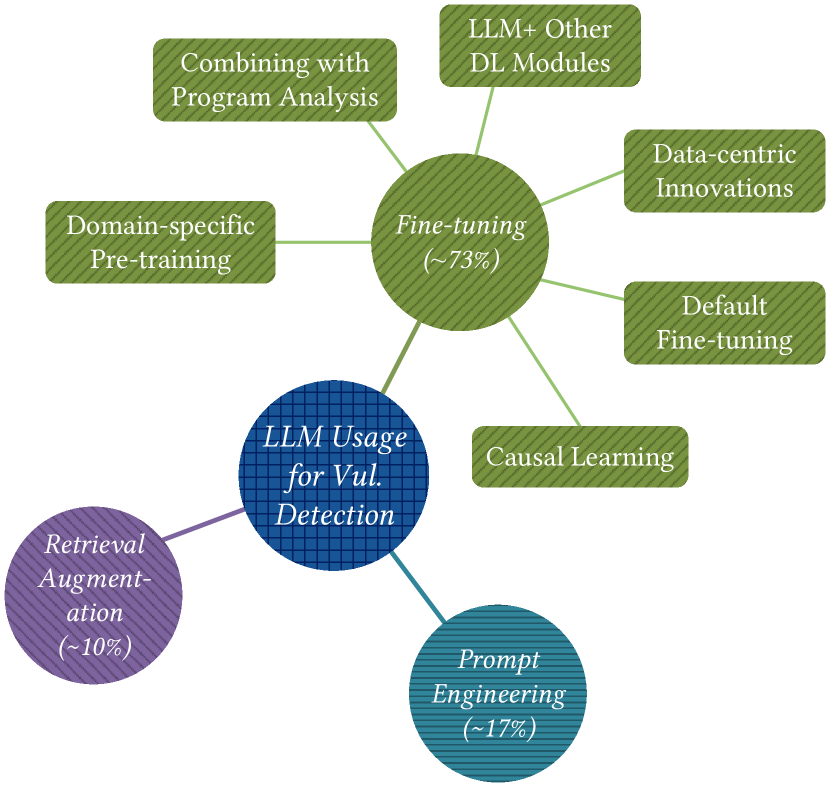 LLM+ Other
DL Modules
Combining with
Program Analysis
Data-centric
Innovations
Domain-specific
Pre-training
Fine-tuning
(~73%)
Default
Fine-tuning
Causal Learning
LLM Usage
for Vul.
Detection
Retrieval
Augment-
ation
(~10%)
Prompt
Engineering
(~17%)